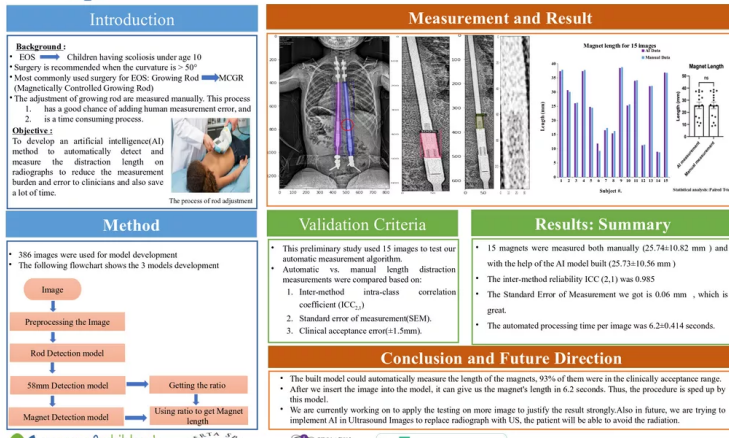 Introduction
Background :
• EOS Children having scoliosis under age 10
• Surgery is recommended when the curvature is > 50°
• Most commonly used surgery for EOS: Growing Rod MCGR
(Magnetically Controlled Growing Rod)
• The adjustment of growing rod are measured manually. This process
1. has a good chance of adding human measurement error, and
2. is a time consuming process.
Objective :
To develop an artificial intelligence(AI)
method to automatically detect and
measure the distraction length on
radiographs to reduce the measurement
burden and error to clinicians and also save
a lot of time.
The process of rod adjustment
Method
• 386 images were used for model development
• The following flowchart shows the 3 models development
Image
Preprocessing the Image
Rod Detection model
58mm Detection model
Getting the ratio
Magnet Detection model
Using ratio to get Magnet
length
Measurement and Result
Magnet length for 15 images
AI Data
Manual Data
Length (mm)
Subject #.
Magnet Length
ns
Length (mm)
AI measurement
Manual measurement
Statistical analysis: Paired
Validation Criteria
• This preliminary study used 15 images to test our
automatic measurement algorithm.
• Automatic vs. manual length distraction
measurements were compared based on:
1. Inter-method intra-class correlation
coefficient (ICC2,1)
2. Standard error of measurement(SEM).
3. Clinical acceptance error(±1.5mm).
Results: Summary
• 15 magnets were measured both manually (25.74±10.82 mm ) and
with the help of the AI model built (25.73±10.56 mm )
• The inter-method reliability ICC (2,1) was 0.985
• The Standard Error of Measurement we got is 0.06 mm , which is
great.
• The automated processing time per image was 6.2±0.414 seconds.
Conclusion and Future Direction
• The built model could automatically measure the length of the magnets, 93% of them were in the clinically acceptance range.
• After we insert the image into the model, it can give us the magnet's length in 6.2 seconds. Thus, the procedure is sped up by
this model.
• We are currently working on to apply the testing on more image to justify the result strongly.Also in future, we are trying to
implement AI in Ultrasound Images to replace radiograph with US, the patient will be able to avoid the radiation.